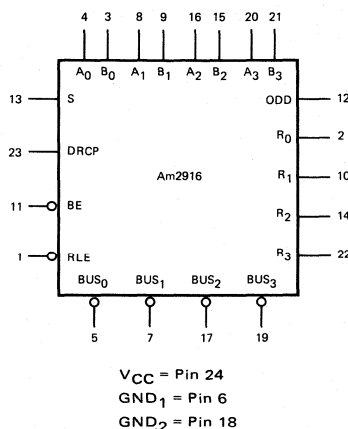 4 3 8 9 16 15 20 21
A0 B0 A1 B1 A2 B2 A3 B3
13 S ODD 12
R0 2
23 DRCP
Am2916
R1 10
11 BE
R2 14
1 RLE R3 22
BUS0 BUS1 BUS2 BUS3
5 7 17 19
VCC = Pin 24
GND1 = Pin 6
GND2 = Pin 18